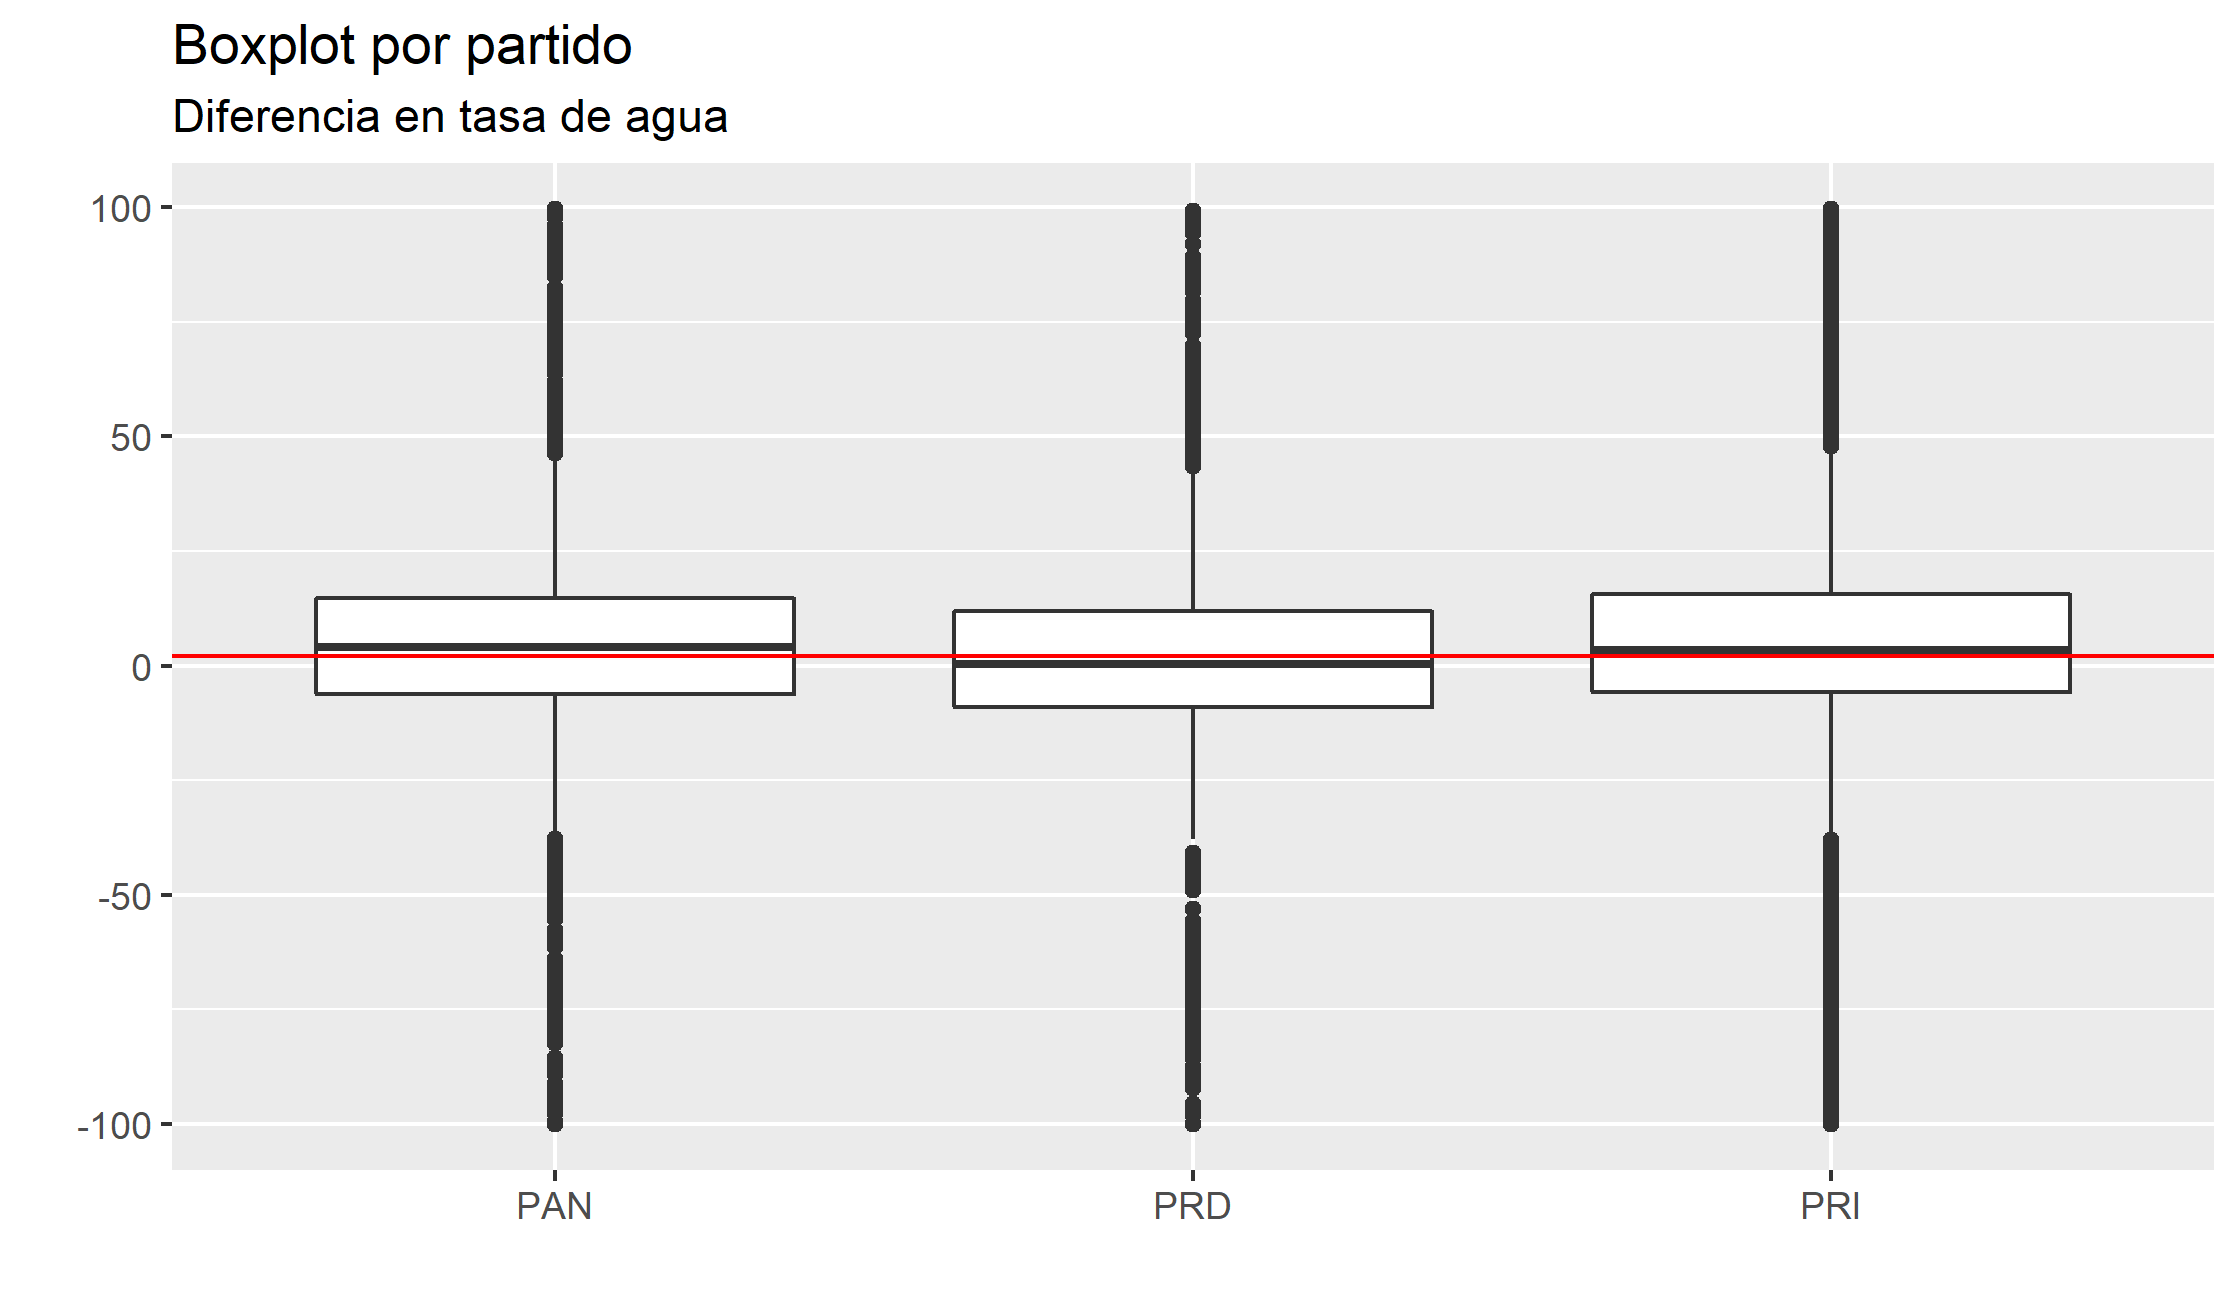 Boxplot por partido
Diferencia en tasa de agua
100
50
0
-50
-100
PAN
PRD
PRI